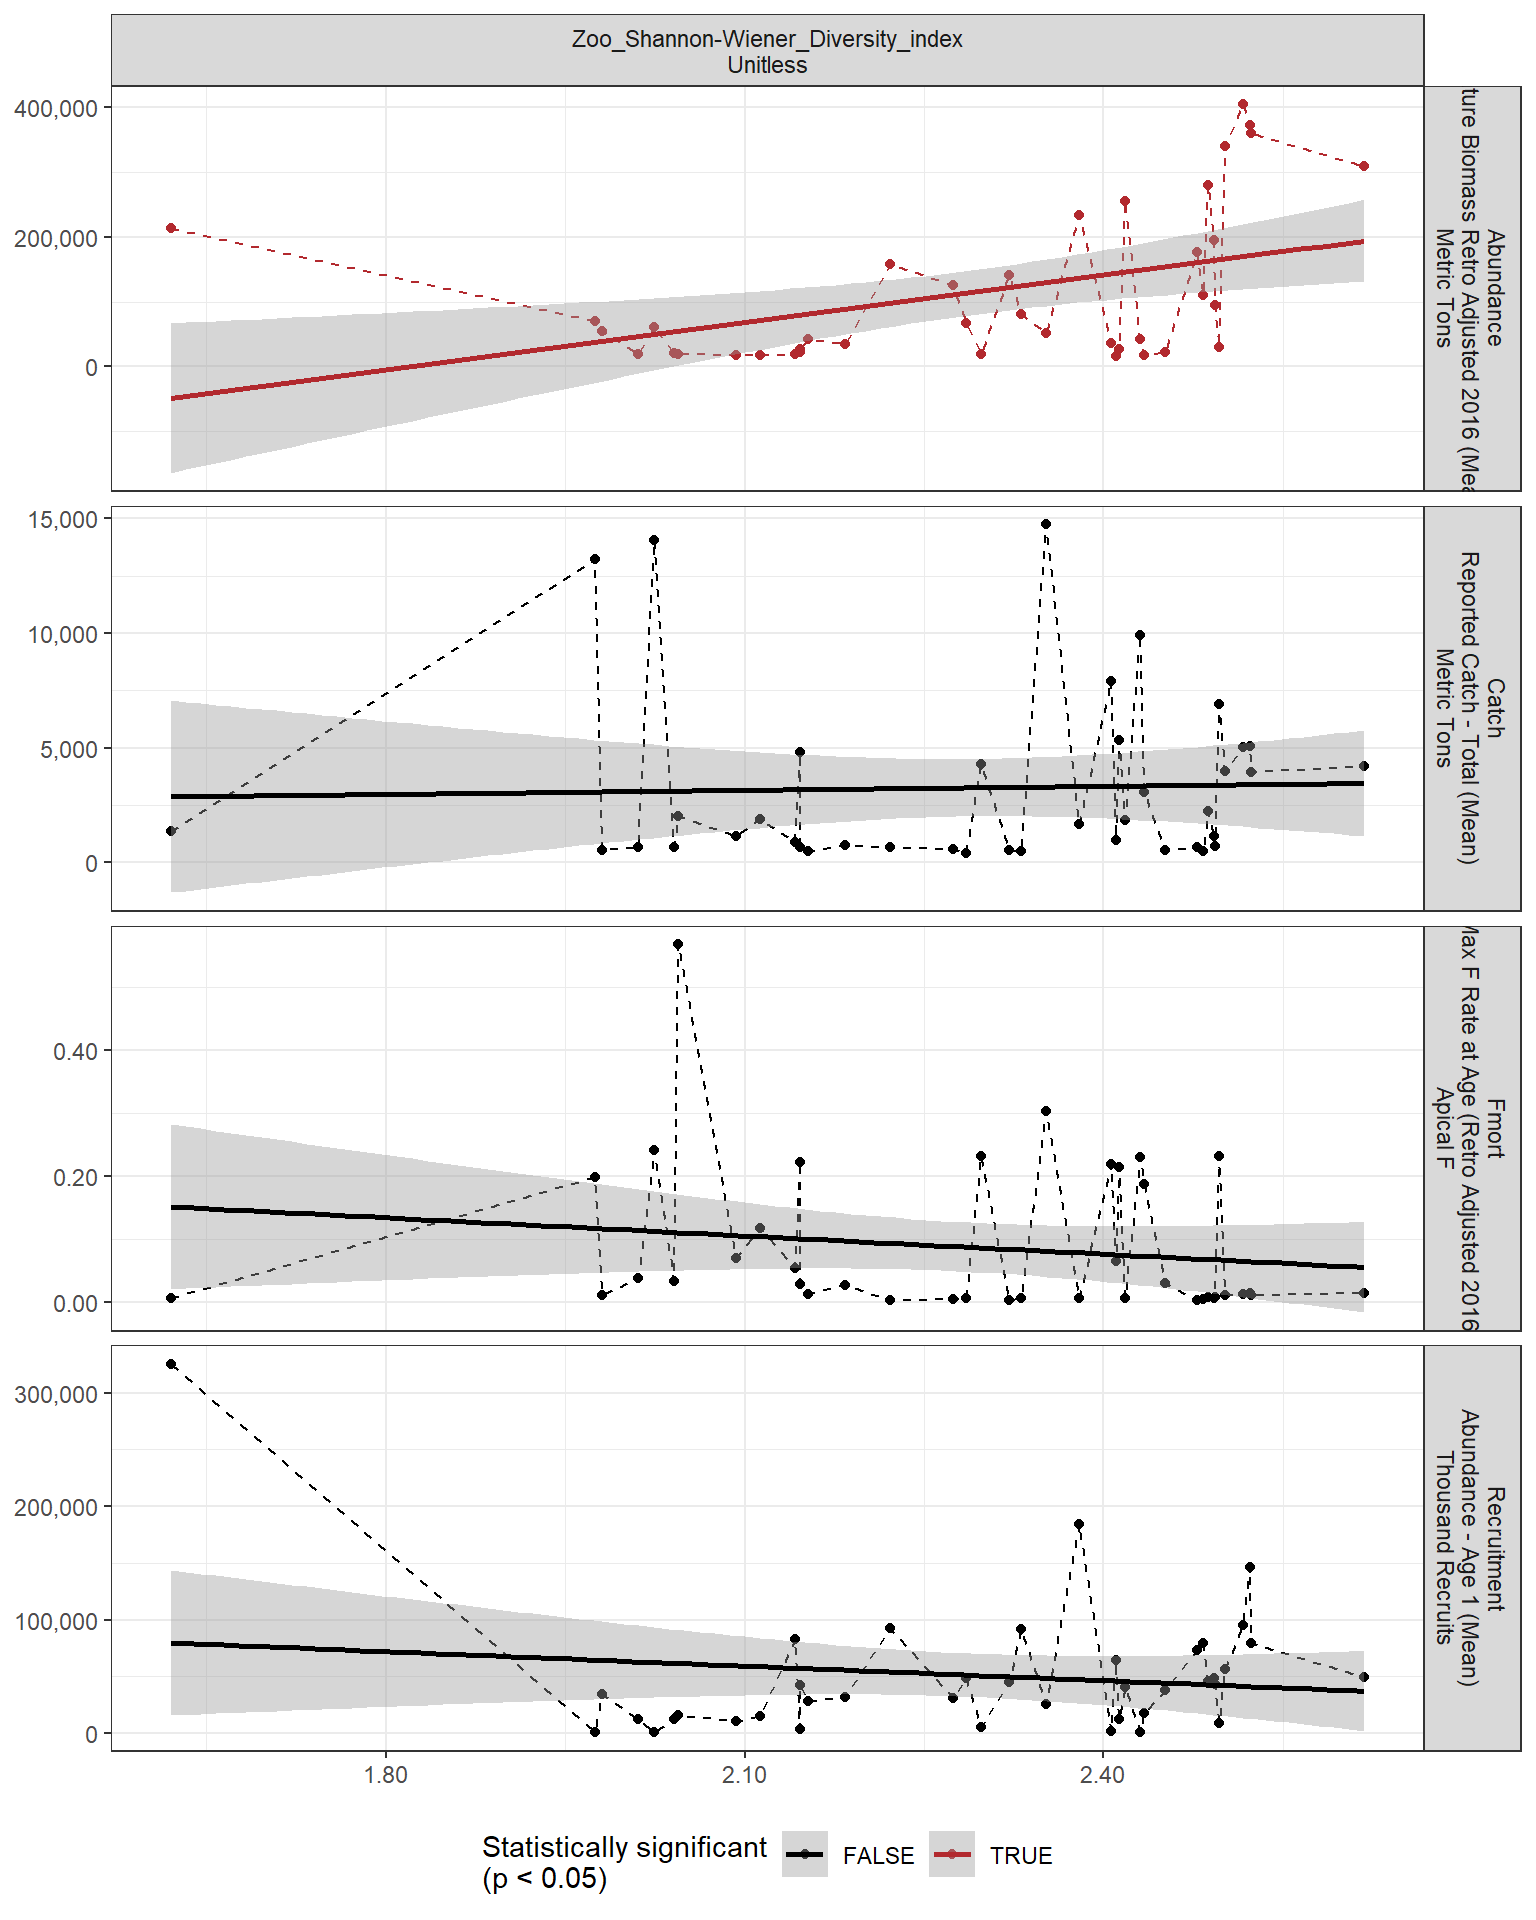 Zoo_Shannon-Wiener_Diversity_index
Unitless
400,000
200,000
0
Abundance
Biomass Retro Adjusted 2016
Metric Tons
15,000
10,000
5,000
0
Catch
Reported Catch - Total (Mean)
Metric Tons
0.40
0.20
0.00
Fmort
F Rate at Age (Retro Adjusted 2016
Apical F
300,000
200,000
100,000
0
Recruitment
Abundance - Age 1 (Mean)
Thousand Recruits
1.80
2.10
2.40
Statistically significant
(p < 0.05)
FALSE
TRUE